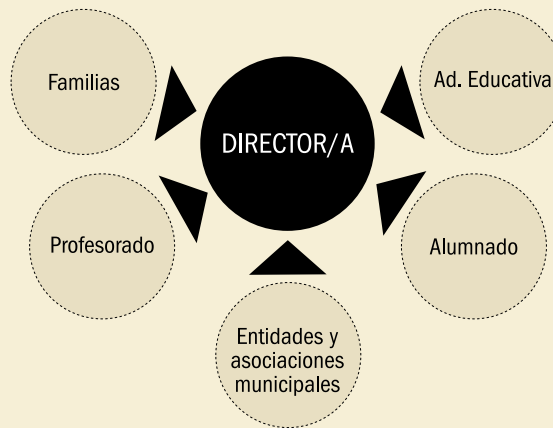 Familias
DIRECTOR/A
Ad. Educativa
Profesorado
Alumnado
Entidades y
asociaciones
municipales